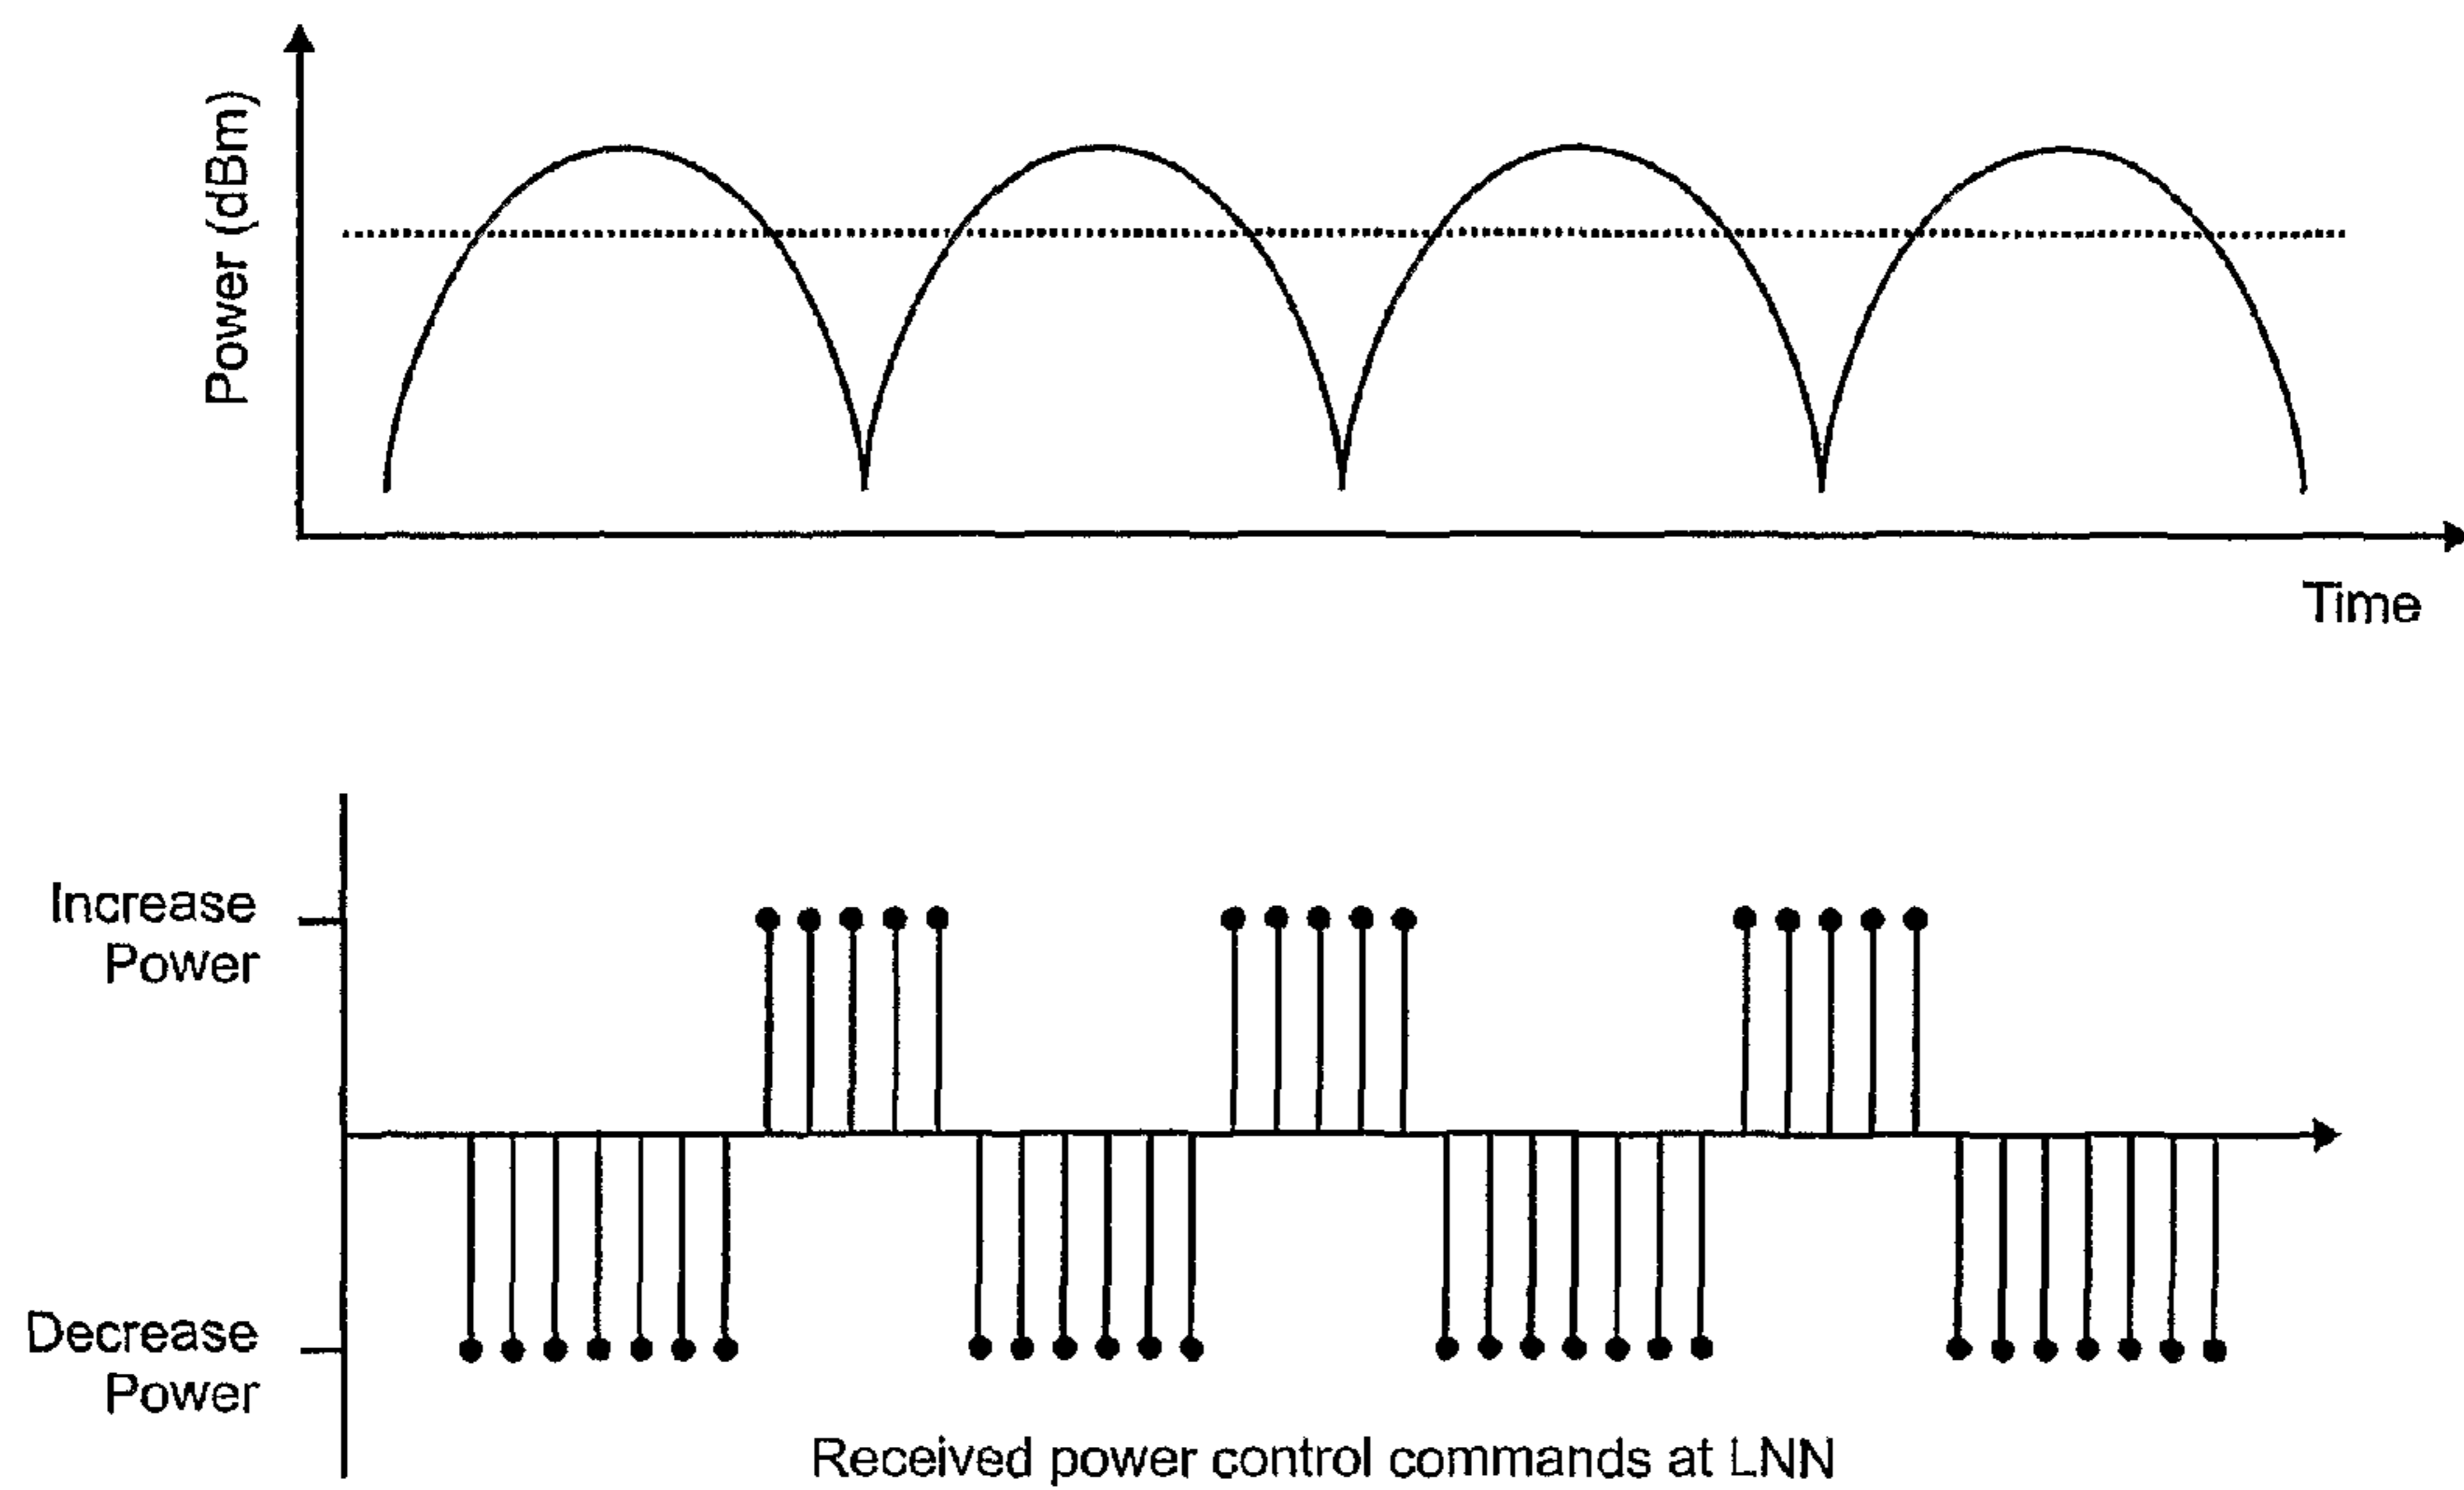 Power (dBm)
Time
Increase
Power
Decrease
Power
Received power control commands at LNN